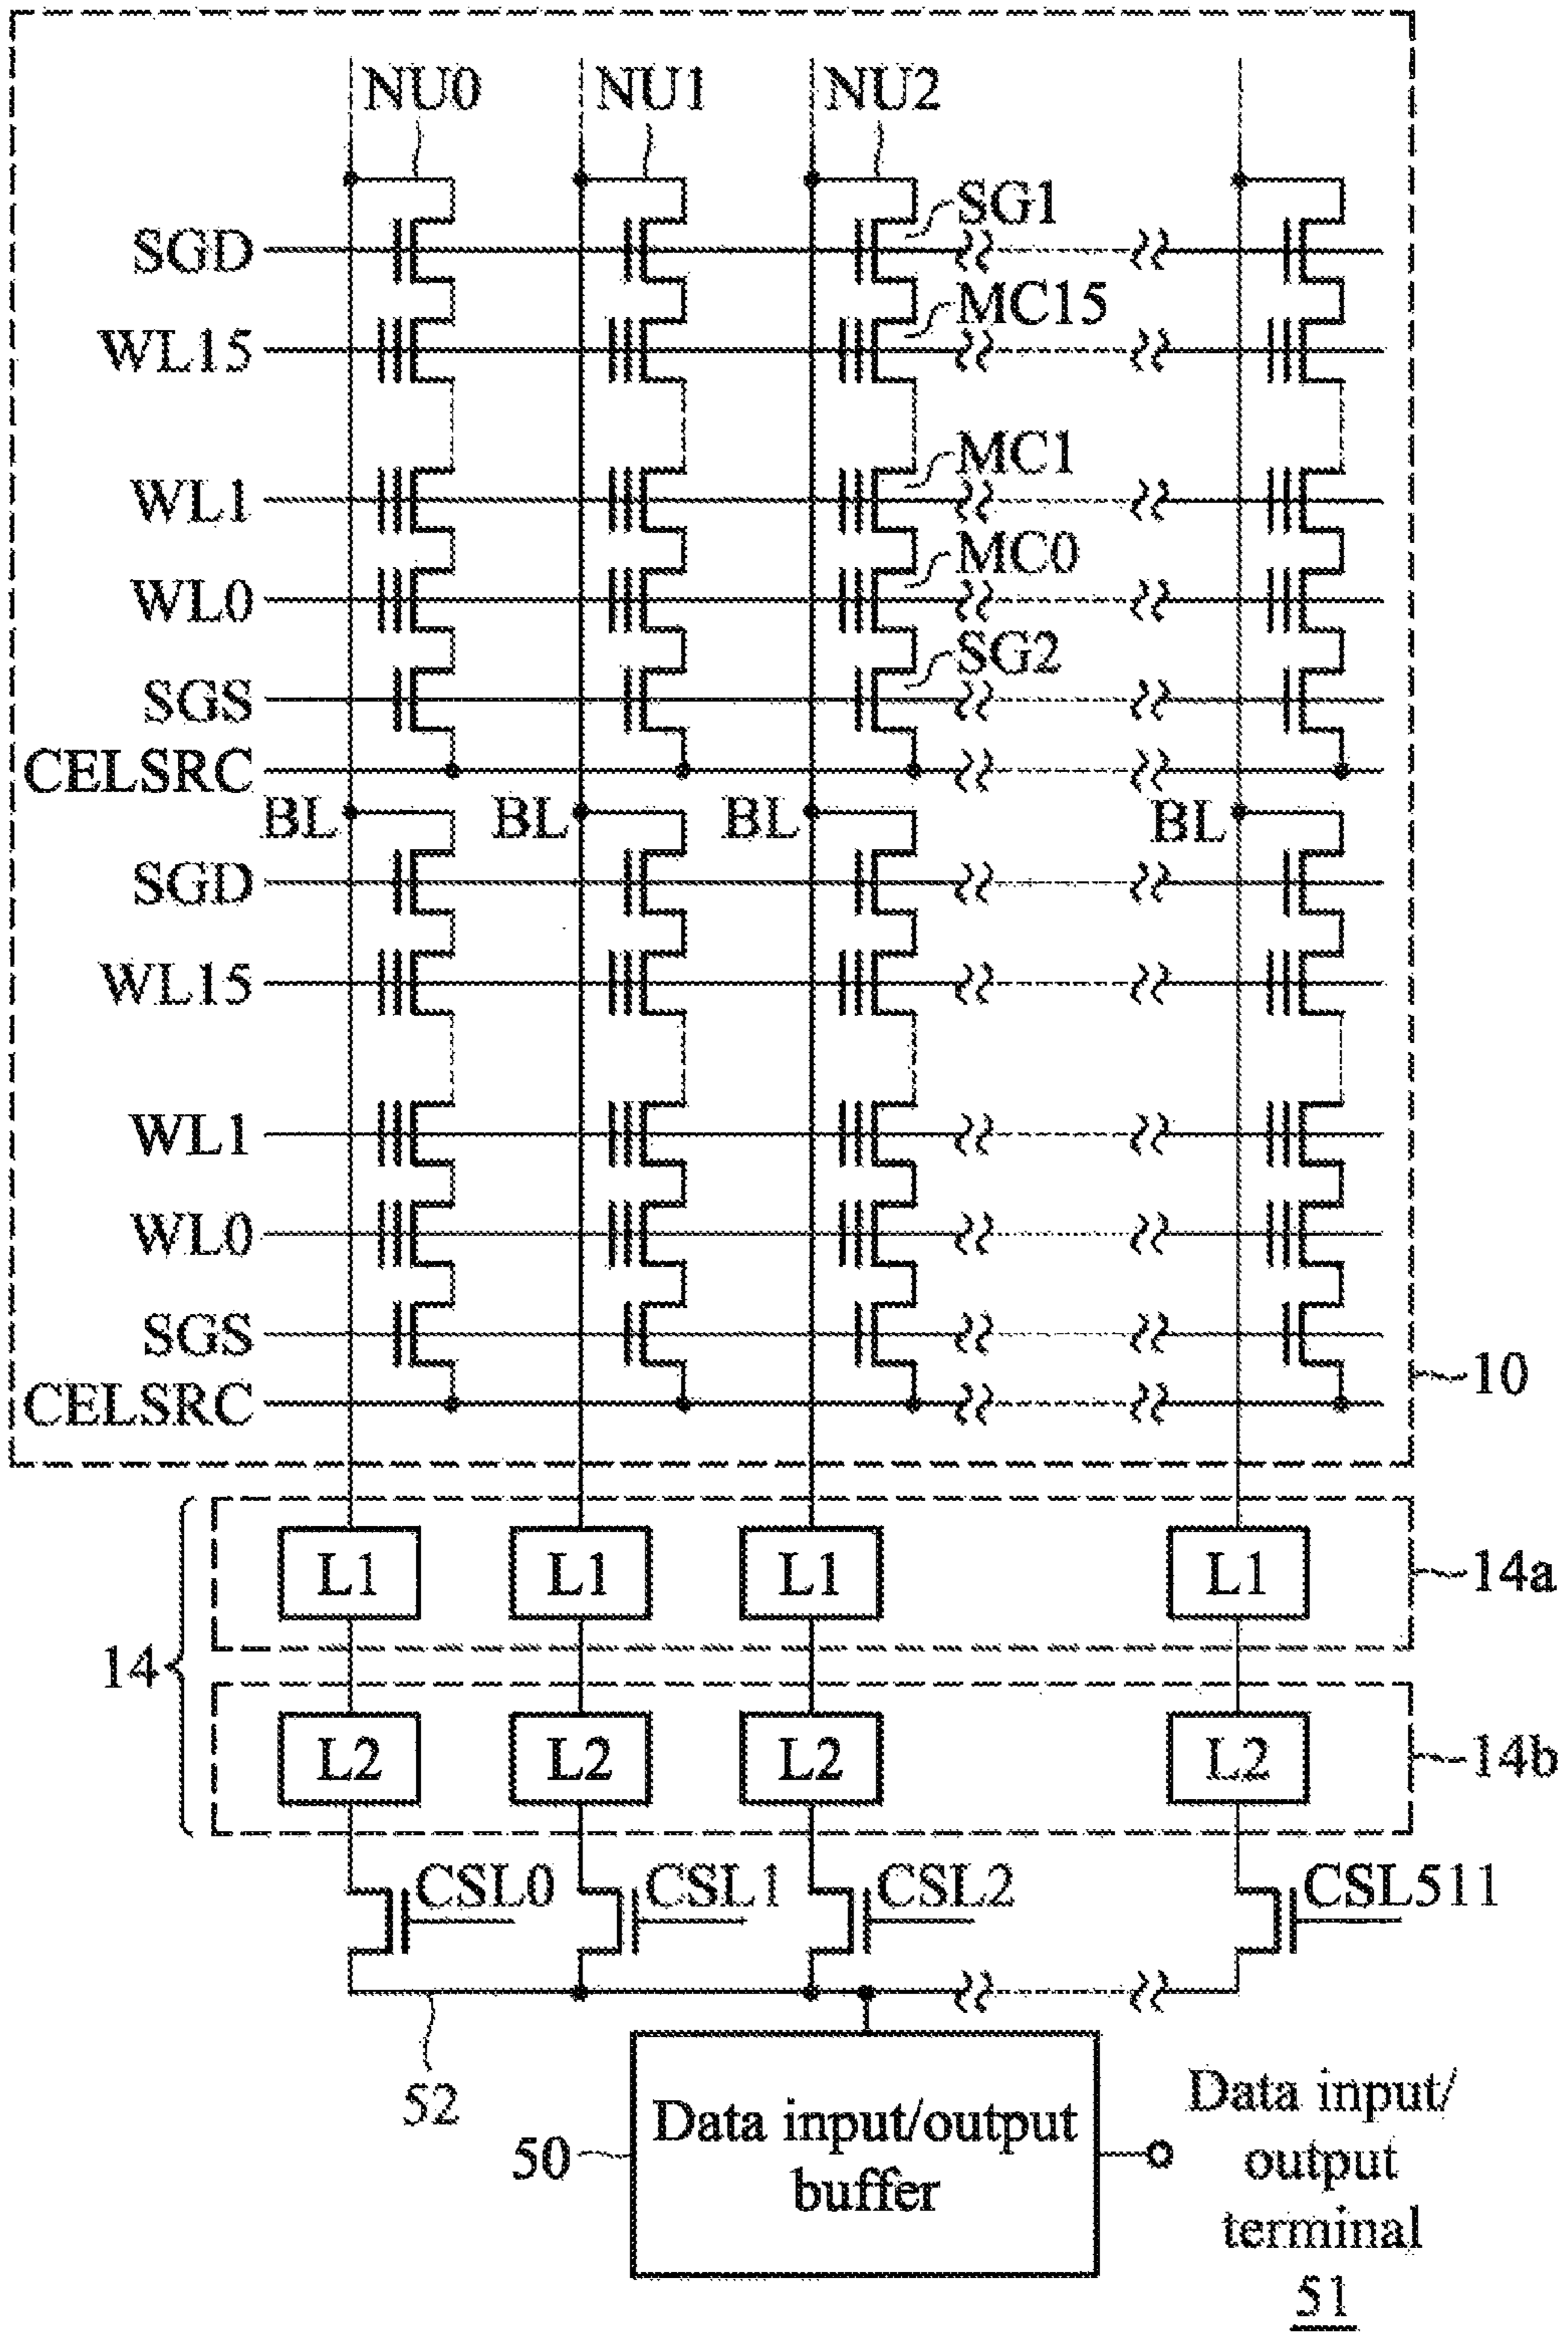 NU0 NU1 NU2
SG1
SGD
MC15
WL15
MC1
WL1
MC0
WL0
SG2
SGS
CELSRC
BL BL BL BL
SGD
WL15
WL1
WL0
SGS
10
CELSRC
L1 L1 L1 L1
14a
14
L2 L2 L2 L2
14b
CSL0 CSL1 CSL2 CSL511
52
50
Data input/output
buffer
Data input/
output
terminal
51